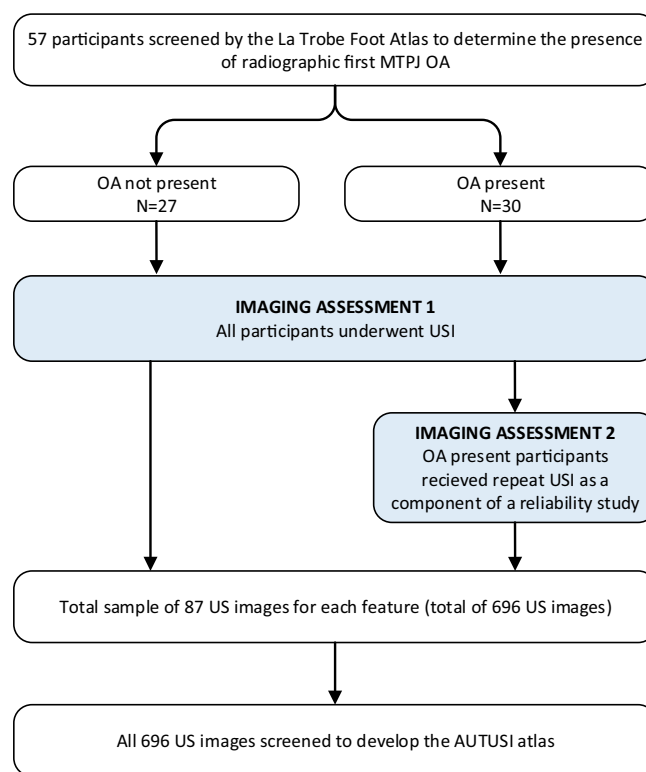 57 participants screened by the La Trobe Foot Atlas to determine the presence
of radiographic first MTPJ OA
OA not present
N=27
OA present
N=30
IMAGING ASSESSMENT 1
All participants underwent USI
IMAGING ASSESSMENT 2
OA present participants
recieved repeat USI as a
component of a reliability study
Total sample of 87 US images for each feature (total of 696 US images)
All 696 US images screened to develop the AUTUSI atlas